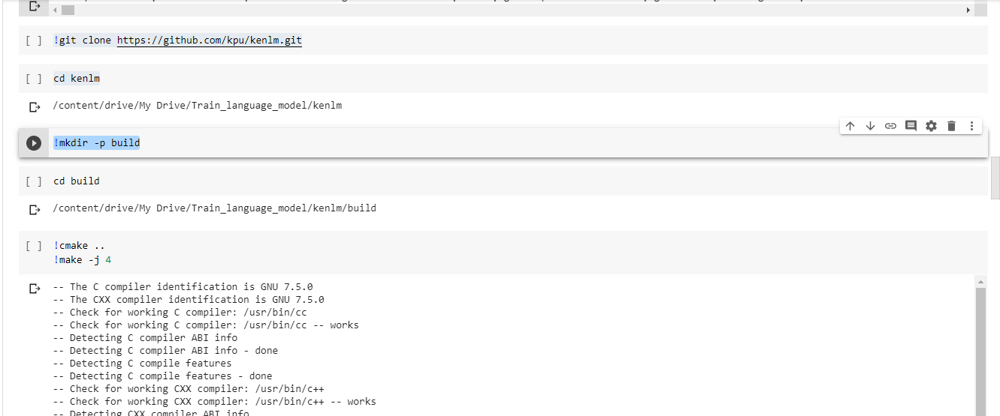 [ ] !git clone https://github.com/kpu/kenlm.git
[ ] cd kenlm
/content/drive/My Drive/Train_language_model/kenlm
!mkdir -p build
[ ] cd build
/content/drive/My Drive/Train_language_model/kenlm/build
[ ] !cmake ..
!make -j 4
-- The C compiler identification is GNU 7.5.0
-- The CXX compiler identification is GNU 7.5.0
-- Check for working C compiler: /usr/bin/cc
-- Check for working C compiler: /usr/bin/cc -- works
-- Detecting C compiler ABI info
-- Detecting C compiler ABI info - done
-- Detecting C compile features
-- Detecting C compile features - done
-- Check for working CXX compiler: /usr/bin/c++
-- Check for working CXX compiler: /usr/bin/c++ -- works
-- Detecting CXX compiler ABI info